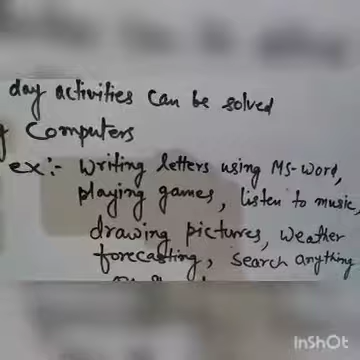 day activities can be solved
Computers
ex:- Writing letters using MS-Word,
playing games, listen to music,
drawing pictures, weather
forecasting, search anything
InShOt